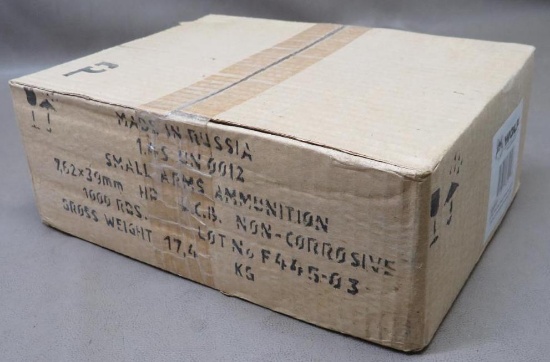 P
MADE IN RUSSIA
1.4S UN 0012
SMALL ARMS AMMUNITION
7,62x39mm HP N.C.B. NON-CORROSIVE
1000 RDS. LOT No F445-03
GROSS WEIGHT 17,4 KG
WOLF